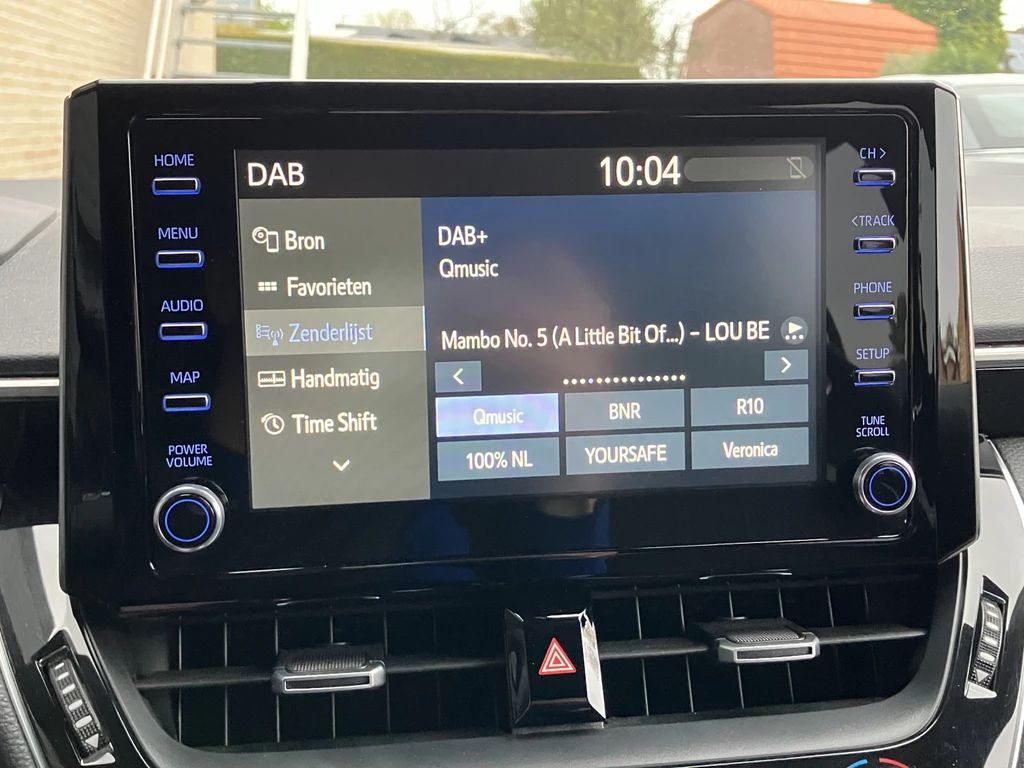 HOME
MENU
AUDIO
MAP
POWER
VOLUME
DAB
10:04
Bron
Favorieten
Zenderlijst
Handmatig
Time Shift
DAB+
Qmusic
Mambo No. 5 (A Little Bit Of...) – LOU BE
Qmusic
BNR
R10
100% NL
YOURSAFE
Veronica
CH >
< TRACK
PHONE
SETUP
TUNE
SCROLL